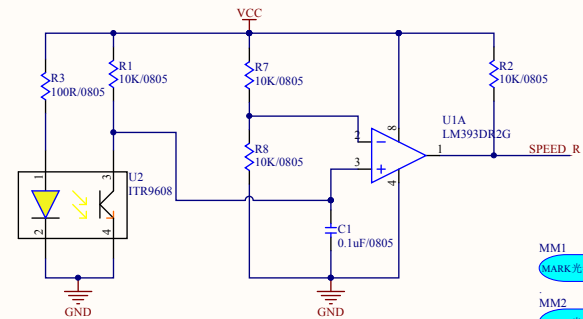 VCC
R3
100R/0805
R1
10K/0805
R7
10K/0805
R2
10K/0805
U1A
LM393DR2G
8
2
3
1
4
SPEED_R
R8
10K/0805
1
3
U2
ITR9608
2
4
C1
0.1uF/0805
GND
GND
MM1
MARK光
MM2